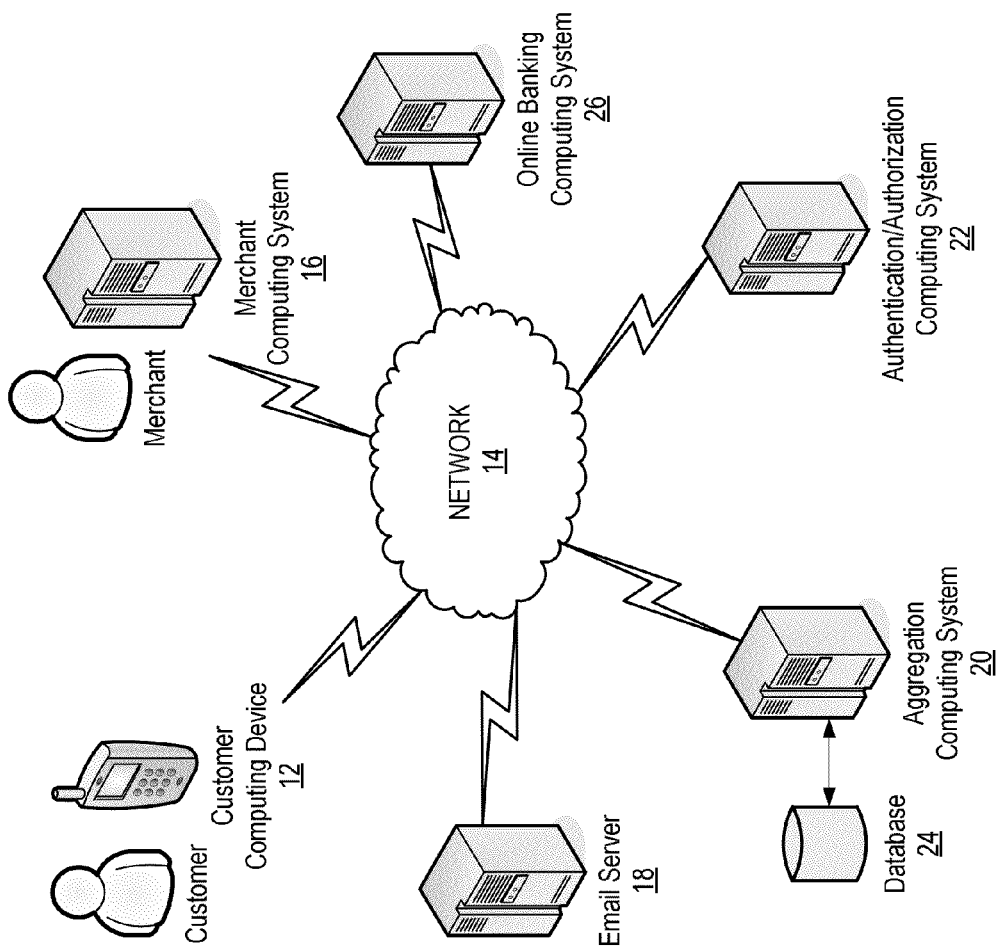 Customer
Customer
Computing Device
12
Merchant
Merchant
Computing System
16
Email Server
18
NETWORK
14
Online Banking
Computing System
26
Database
24
Aggregation
Computing System
20
Authentication/Authorization
Computing System
22